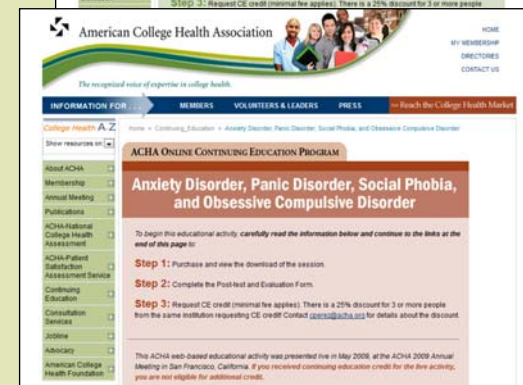 Step 3: Request CE credit (minimal fee applies). There is a 25% discount for 3 or more people
American College Health Association
HOME
MY MEMBERSHIP
DIRECTORIES
CONTACT US
The recognized voice of expertise in college health.
INFORMATION FOR . . . MEMBERS VOLUNTEERS & LEADERS PRESS Reach the College Health Market
College Health A-Z
Show resources on
Home » Continuing_Education » Anxiety Disorder, Panic Disorder, Social Phobia, and Obsessive Compulsive Disorder
ACHA ONLINE CONTINUING EDUCATION PROGRAM
About ACHA
Membership
Annual Meeting
Publications
ACHA-National
College Health
Assessment
ACHA-Patient
Satisfaction
Assessment Service
Continuing
Education
Consultation
Services
Jobline
Advocacy
American College
Health Foundation
Anxiety Disorder, Panic Disorder, Social Phobia,
and Obsessive Compulsive Disorder
To begin this educational activity, carefully read the information below and continue to the links at the
end of this page to:
Step 1: Purchase and view the download of the session.
Step 2: Complete the Post-test and Evaluation Form.
Step 3: Request CE credit (minimal fee applies). There is a 25% discount for 3 or more people
from the same institution requesting CE credit! Contact cperez@acha.org for details about the discount.
This ACHA web-based educational activity was presented live in May 2009, at the ACHA 2009 Annual
Meeting in San Francisco, California. If you received continuing education credit for the live activity,
you are not eligible for additional credit.